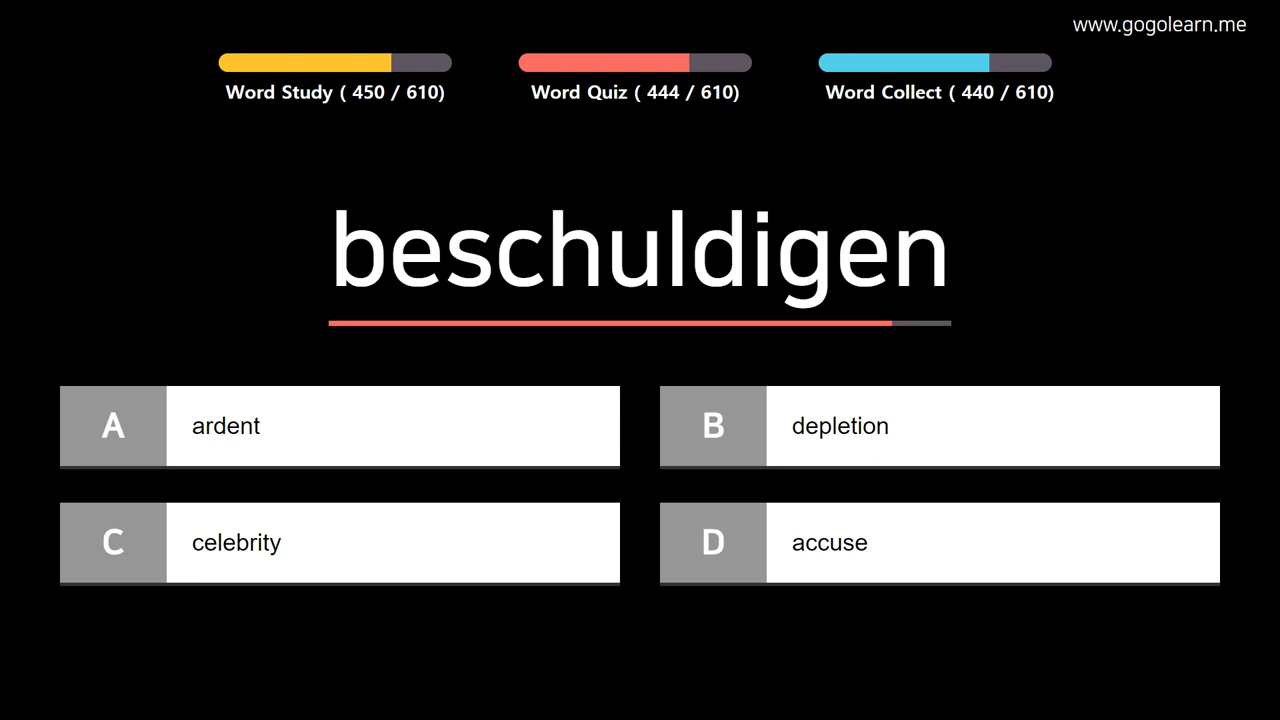 www.gogolearn.me
Word Study ( 450 / 610)
Word Quiz ( 444 / 610)
Word Collect ( 440 / 610)
beschuldigen
A ardent
B depletion
C celebrity
D accuse